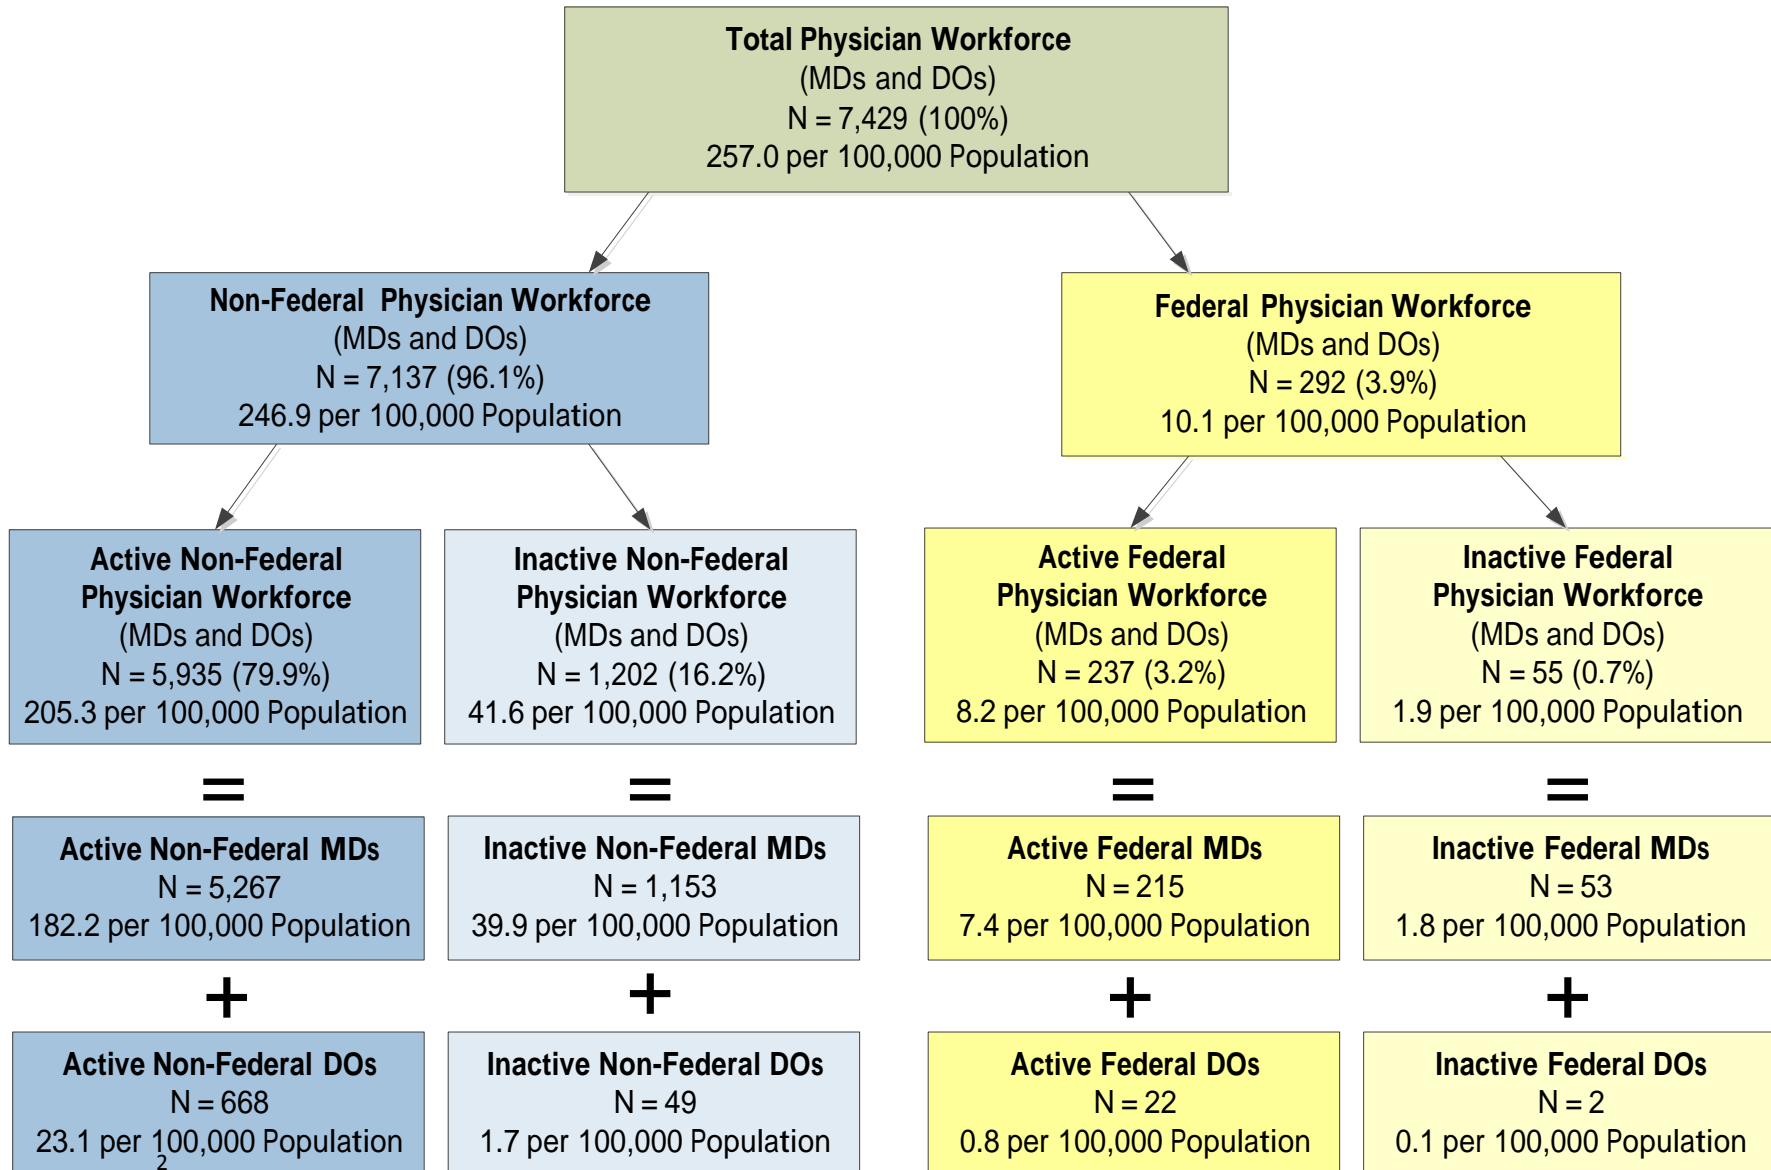 Total Physician Workforce
(MDs and DOs)
N = 7,429 (100%)
257.0 per 100,000 Population
Non-Federal Physician Workforce
(MDs and DOs)
N = 7,137 (96.1%)
246.9 per 100,000 Population
Federal Physician Workforce
(MDs and DOs)
N = 292 (3.9%)
10.1 per 100,000 Population
Active Non-Federal
Physician Workforce
(MDs and DOs)
N = 5,935 (79.9%)
205.3 per 100,000 Population
Inactive Non-Federal
Physician Workforce
(MDs and DOs)
N = 1,202 (16.2%)
41.6 per 100,000 Population
Active Federal
Physician Workforce
(MDs and DOs)
N = 237 (3.2%)
8.2 per 100,000 Population
Inactive Federal
Physician Workforce
(MDs and DOs)
N = 55 (0.7%)
1.9 per 100,000 Population
=
=
=
=
Active Non-Federal MDs
N = 5,267
182.2 per 100,000 Population
Inactive Non-Federal MDs
N = 1,153
39.9 per 100,000 Population
Active Federal MDs
N = 215
7.4 per 100,000 Population
Inactive Federal MDs
N = 53
1.8 per 100,000 Population
+
+
+
+
Active Non-Federal DOs
N = 668
23.1 per 100,000 Population
2
Inactive Non-Federal DOs
N = 49
1.7 per 100,000 Population
Active Federal DOs
N = 22
0.8 per 100,000 Population
Inactive Federal DOs
N = 2
0.1 per 100,000 Population